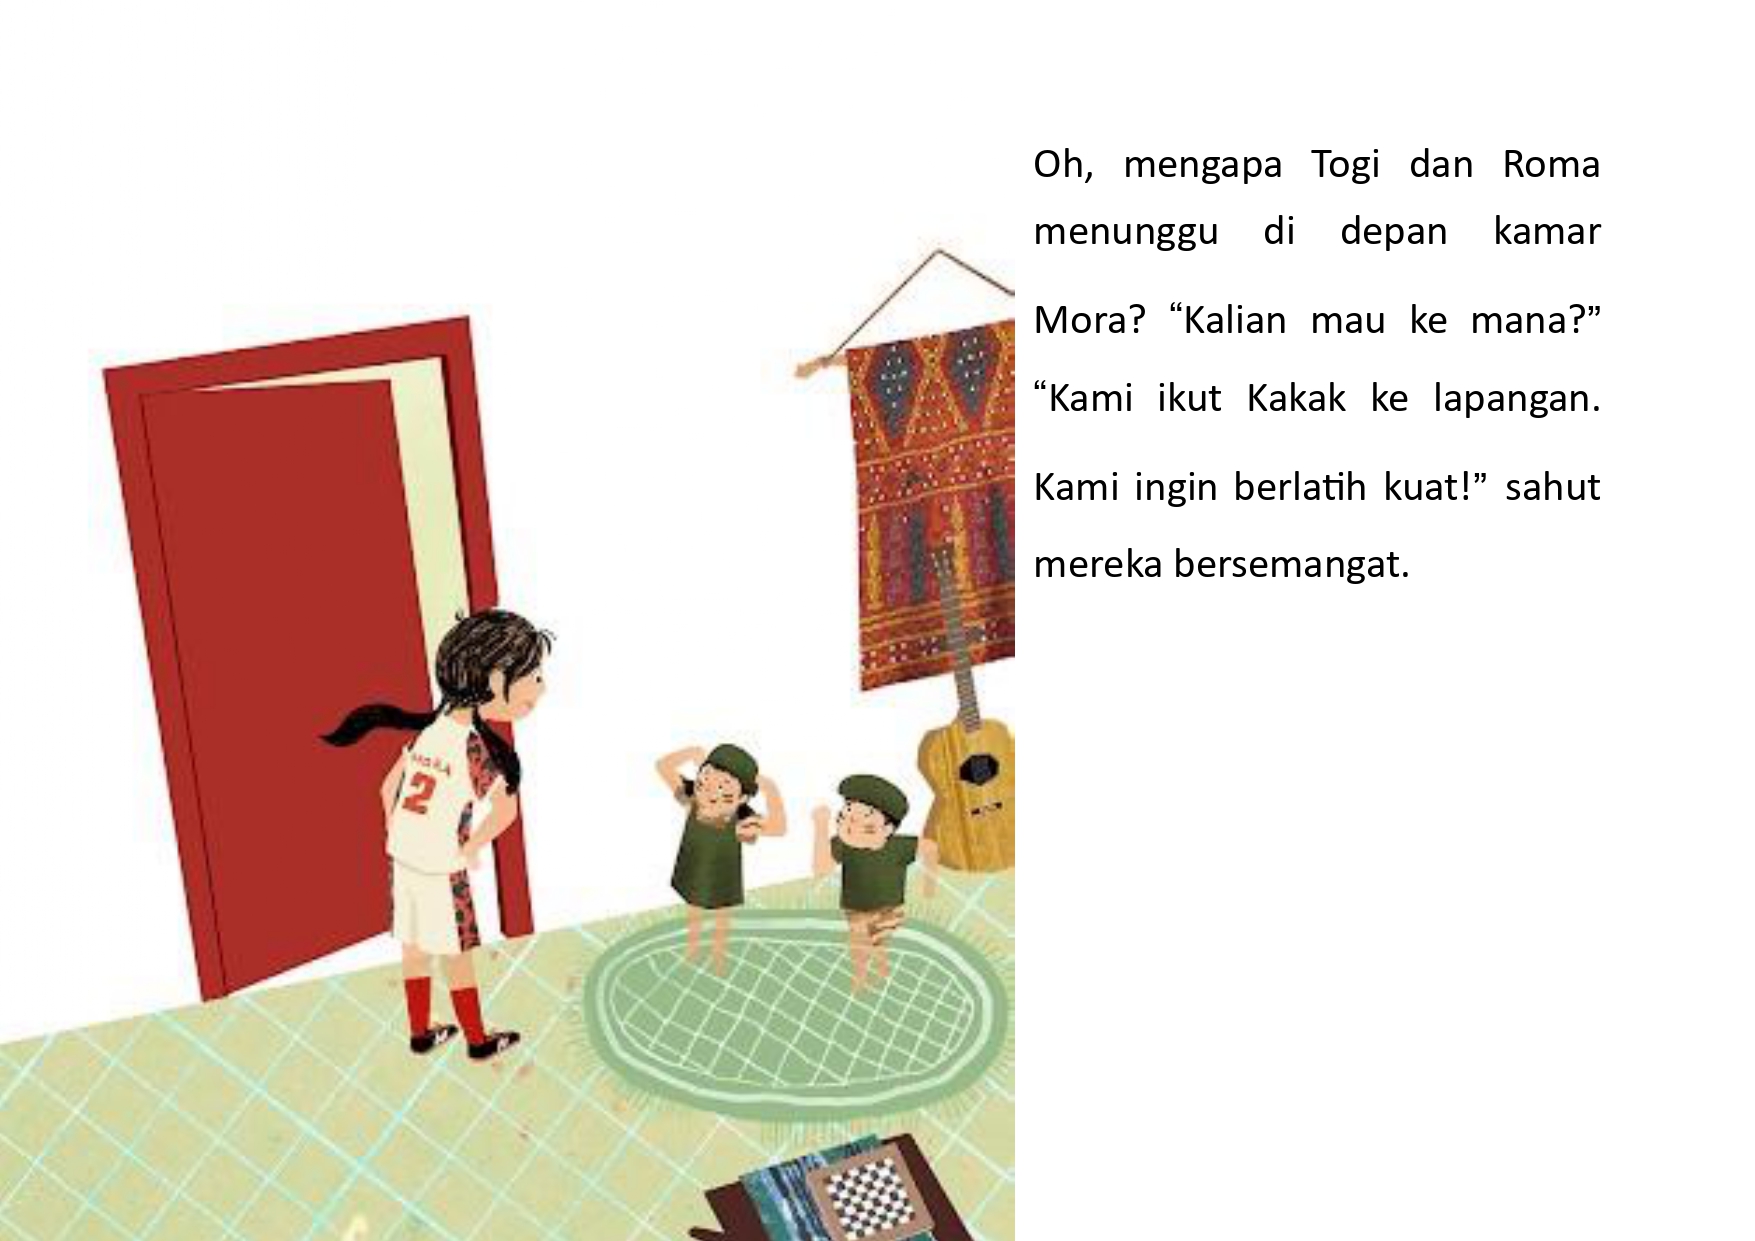 Oh, mengapa Togi dan Roma
menunggu di depan kamar
Mora? “Kalian mau ke mana?”
“Kami ikut Kakak ke lapangan.
Kami ingin berlatih kuat!” sahut
mereka bersemangat.
MORA
2